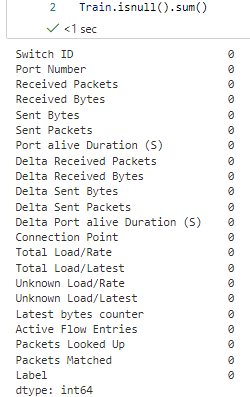 2 Train.isnull().sum()
✓ <1 sec
Switch ID 0
Port Number 0
Received Packets 0
Received Bytes 0
Sent Bytes 0
Sent Packets 0
Port alive Duration (S) 0
Delta Received Packets 0
Delta Received Bytes 0
Delta Sent Bytes 0
Delta Sent Packets 0
Delta Port alive Duration (S) 0
Connection Point 0
Total Load/Rate 0
Total Load/Latest 0
Unknown Load/Rate 0
Unknown Load/Latest 0
Latest bytes counter 0
Active Flow Entries 0
Packets Looked Up 0
Packets Matched 0
Label 0
dtype: int64